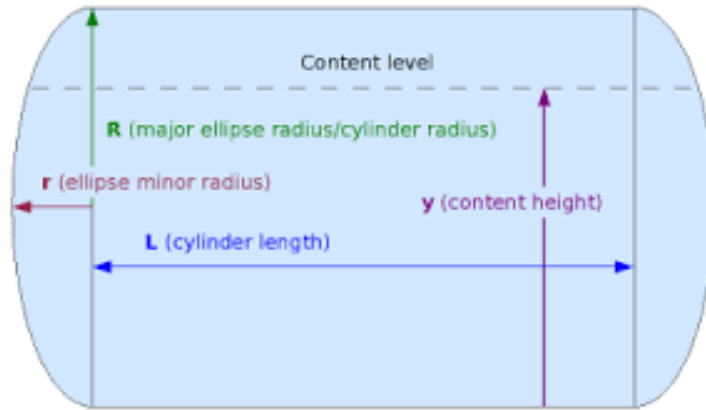 Content level
R (major ellipse radius/cylinder radius)
r (ellipse minor radius)
y (content height)
L (cylinder length)